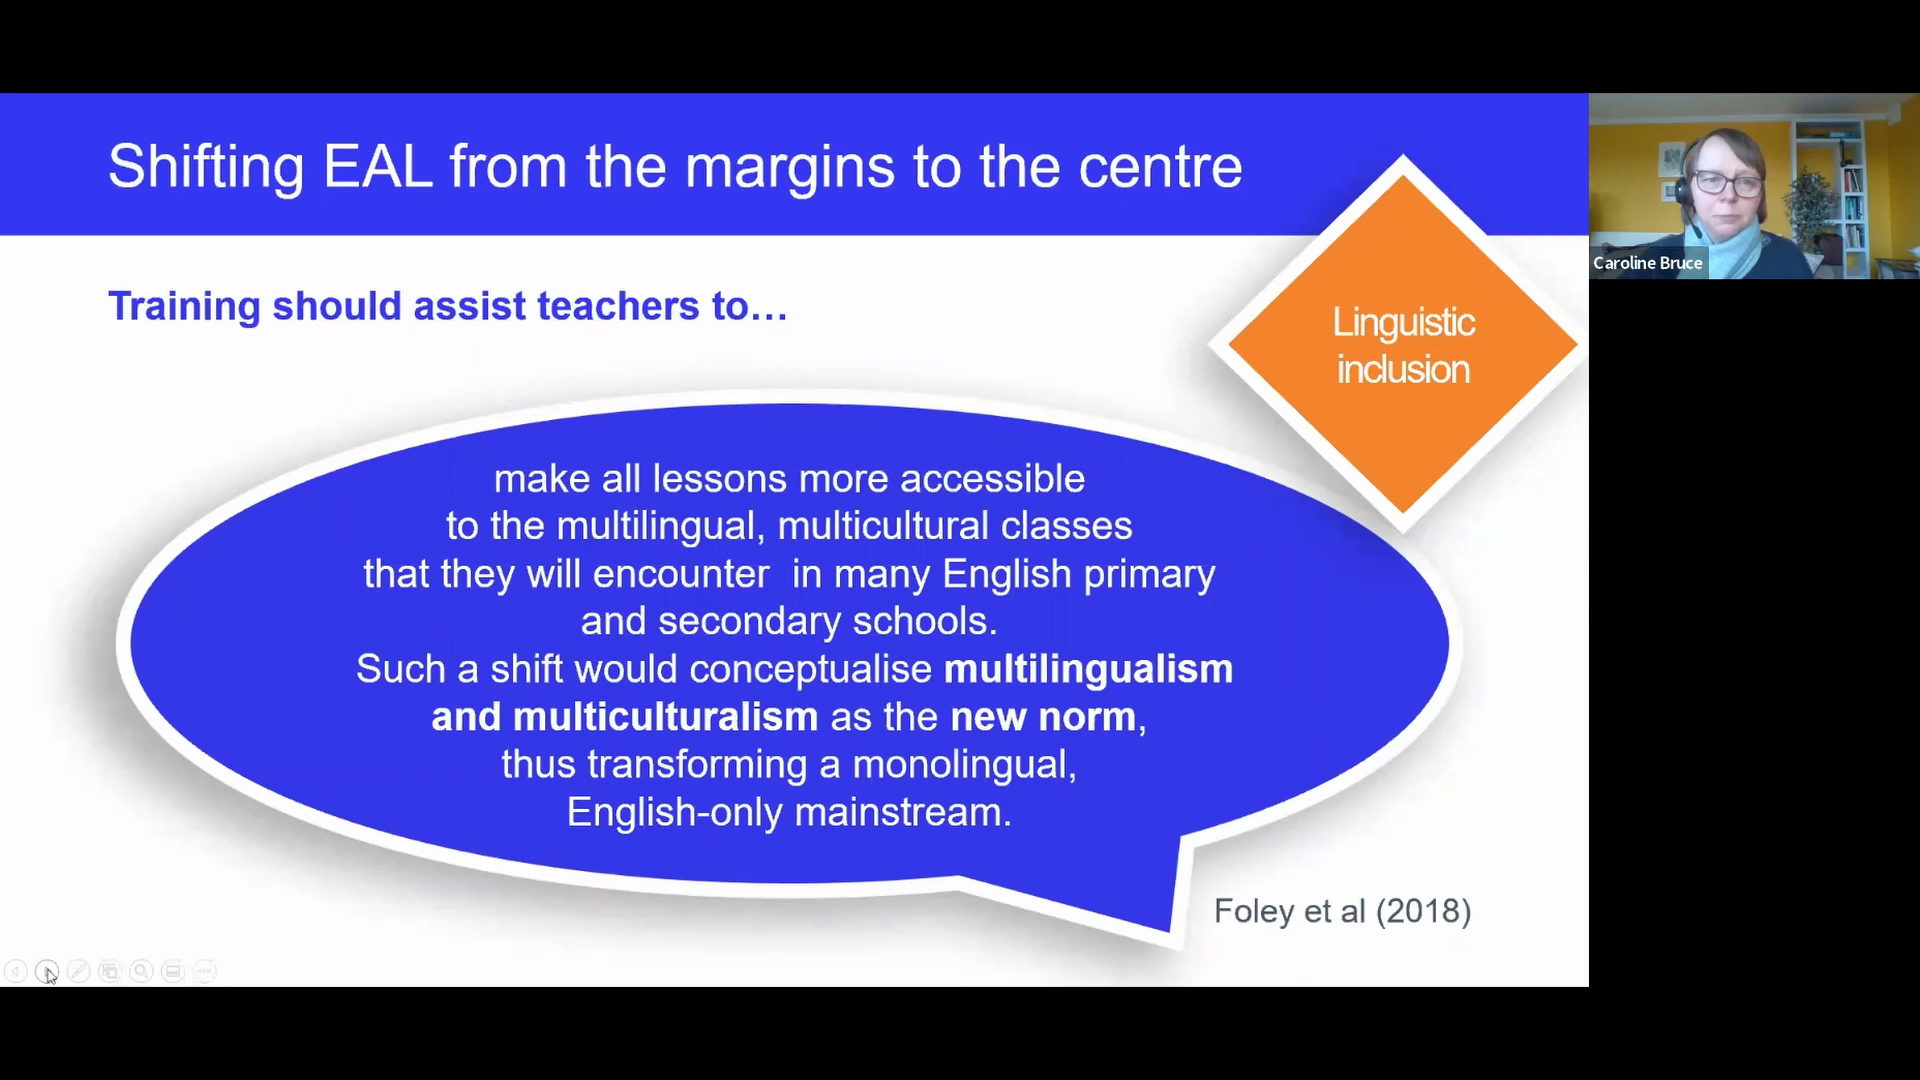 Shifting EAL from the margins to the centre
Training should assist teachers to…
Linguistic
inclusion
make all lessons more accessible
to the multilingual, multicultural classes
that they will encounter  in many English primary
and secondary schools.
Such a shift would conceptualise multilingualism
and multiculturalism as the new norm,
thus transforming a monolingual,
English-only mainstream.
Foley et al (2018)
Caroline Bruce